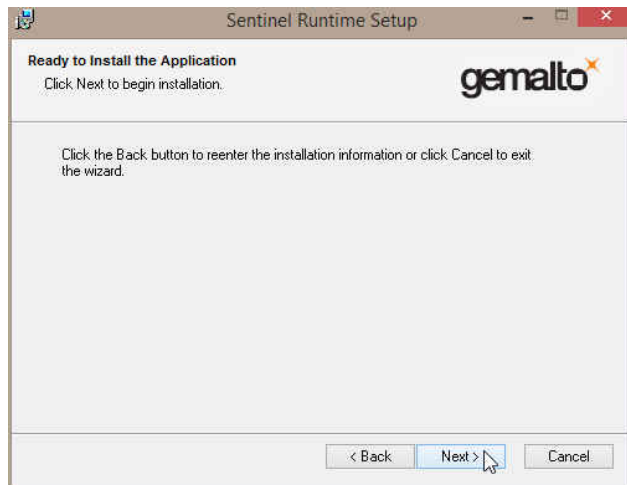 Sentinel Runtime Setup
Ready to Install the Application
Click Next to begin installation.
gemalto
Click the Back button to reenter the installation information or click Cancel to exit
the wizard.
< Back
Next >
Cancel